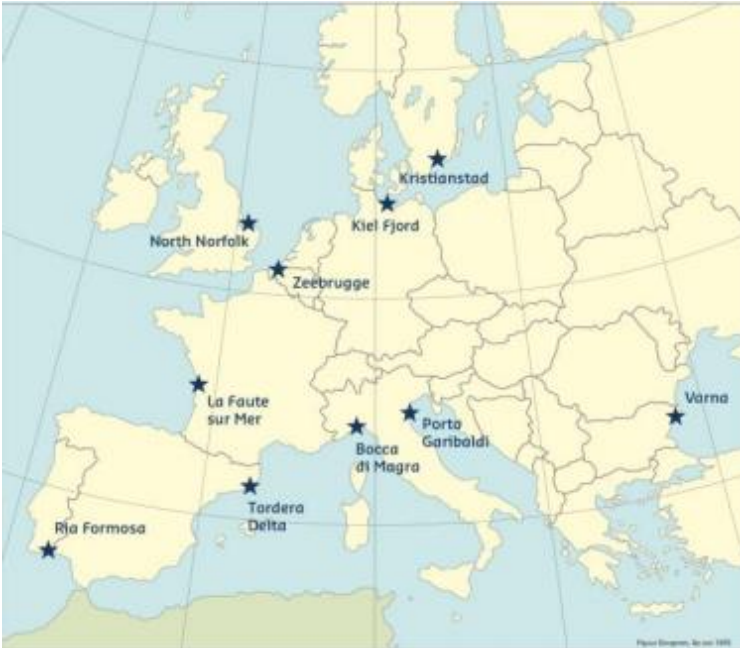 Kristianstad
Kiel Fjord
North Norfolk
Zeebrugge
La Faute
sur Mer
Varna
Porto
Garibaldi
Bocca
di Magra
Tordera
Delta
Ria Formosa